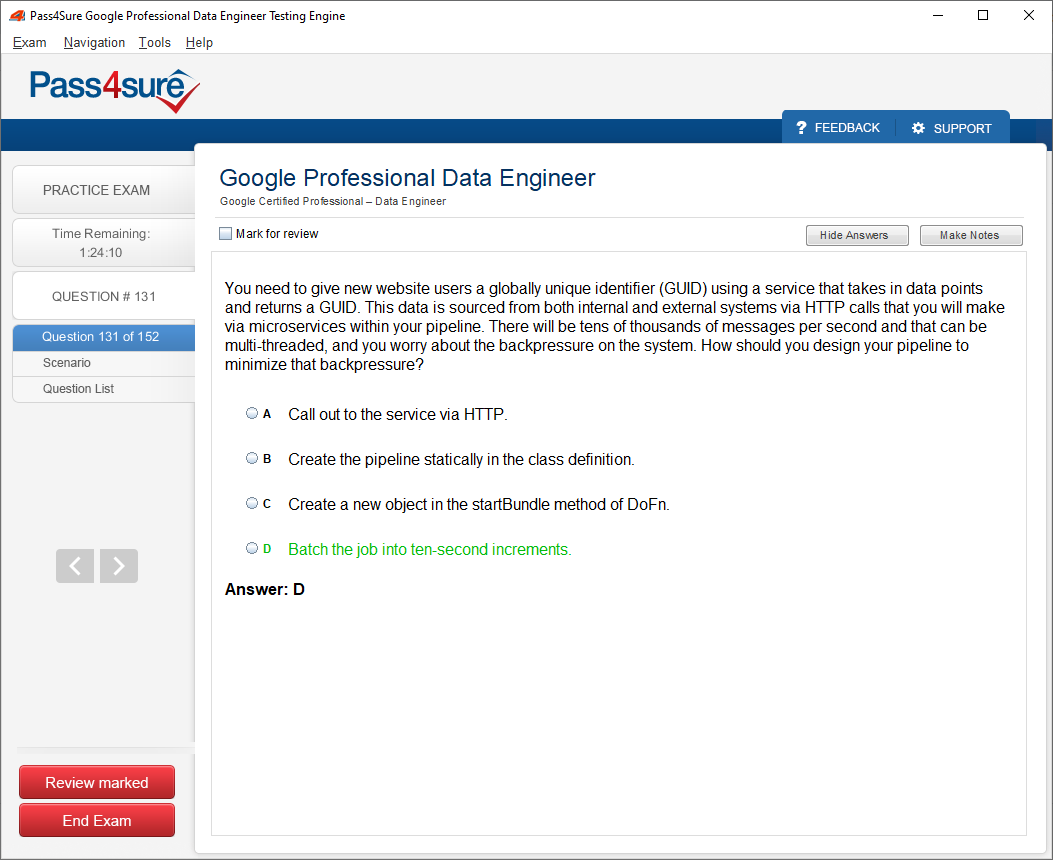 Pass4Sure Google Professional Data Engineer Testing Engine
Exam Navigation Tools Help
Pass4sure
? FEEDBACK SUPPORT
PRACTICE EXAM
Time Remaining:
1:24:10
QUESTION # 131
Question 131 of 152
Scenario
Question List
Review marked
End Exam
Google Professional Data Engineer
Google Certified Professional – Data Engineer
Mark for review
Hide Answers Make Notes
You need to give new website users a globally unique identifier (GUID) using a service that takes in data points
and returns a GUID. This data is sourced from both internal and external systems via HTTP calls that you will make
via microservices within your pipeline. There will be tens of thousands of messages per second and that can be
multi-threaded, and you worry about the backpressure on the system. How should you design your pipeline to
minimize that backpressure?
A Call out to the service via HTTP.
B Create the pipeline statically in the class definition.
C Create a new object in the startBundle method of DoFn.
D Batch the job into ten-second increments.
Answer: D